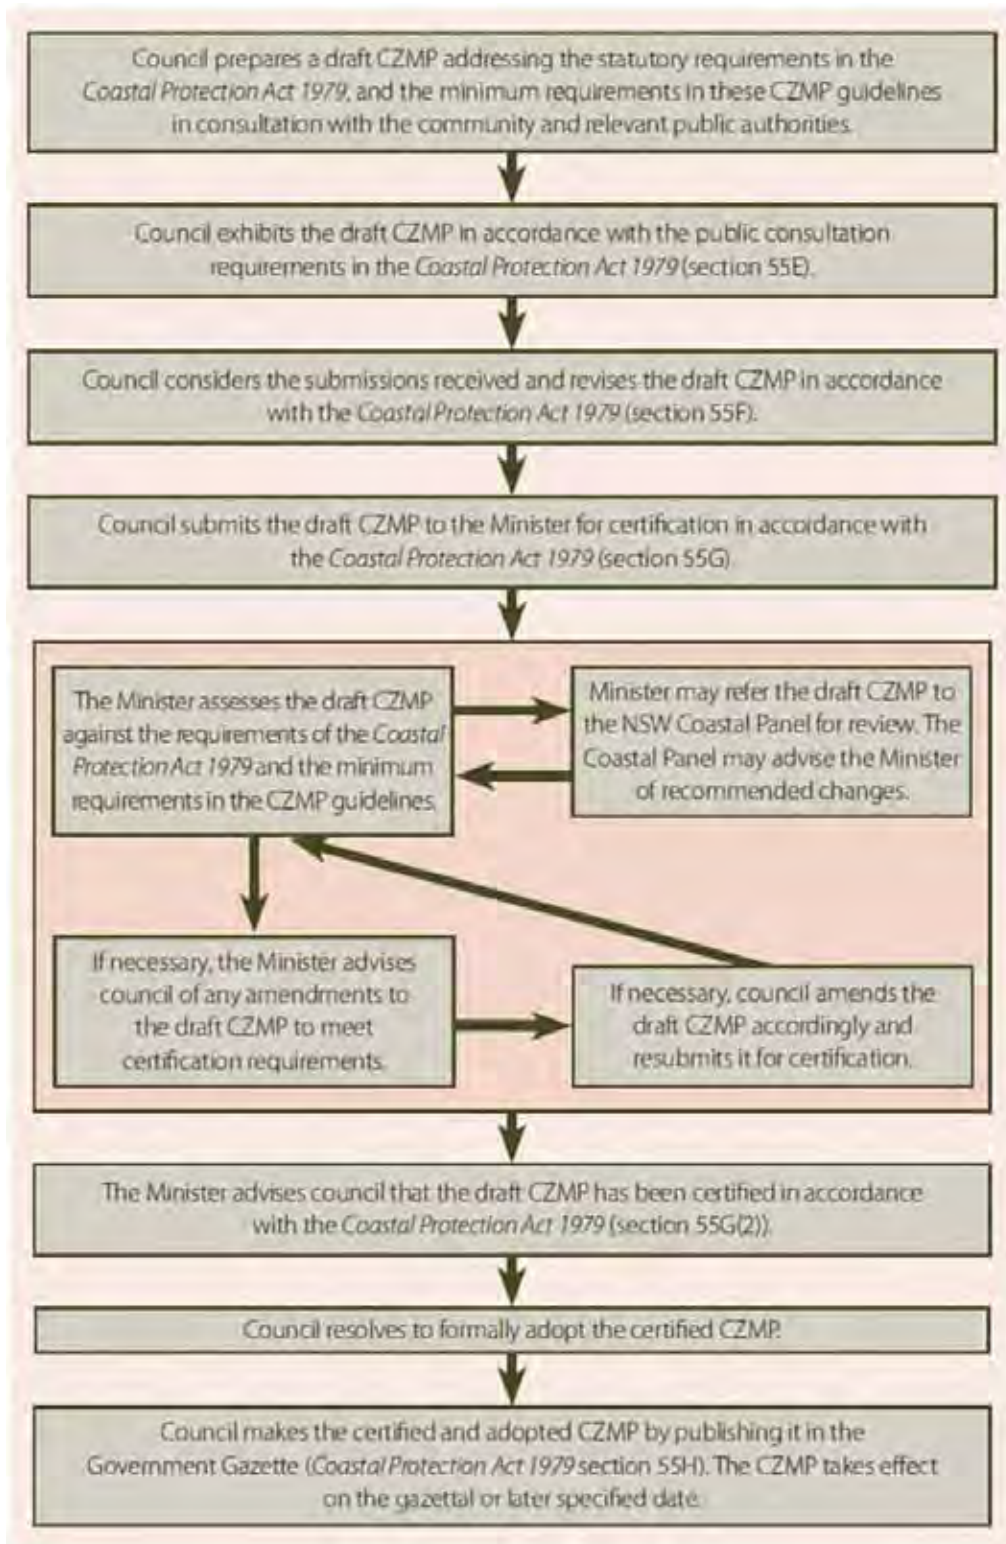 Council prepares a draft CZMP addressing the statutory requirements in the
Coastal Protection Act 1979, and the minimum requirements in these CZMP guidelines
in consultation with the community and relevant public authorities.
Council exhibits the draft CZMP in accordance with the public consultation
requirements in the Coastal Protection Act 1979 (section 55E).
Council considers the submissions received and revises the draft CZMP in accordance
with the Coastal Protection Act 1979 (section 55F).
Council submits the draft CZMP to the Minister for certification in accordance with
the Coastal Protection Act 1979 (section 55G).
The Minister assesses the draft CZMP
against the requirements of the Coastal
Protection Act 1979 and the minimum
requirements in the CZMP guidelines.
Minister may refer the draft CZMP to
the NSW Coastal Panel for review. The
Coastal Panel may advise the Minister
of recommended changes.
If necessary, the Minister advises
council of any amendments to
the draft CZMP to meet
certification requirements.
If necessary, council amends the
draft CZMP accordingly and
resubmits it for certification.
The Minister advises council that the draft CZMP has been certified in accordance
with the Coastal Protection Act 1979 (section 55G(2)).
Council resolves to formally adopt the certified CZMP.
Council makes the certified and adopted CZMP by publishing it in the
Government Gazette (Coastal Protection Act 1979 section 55H). The CZMP takes effect
on the gazettal or later specified date.